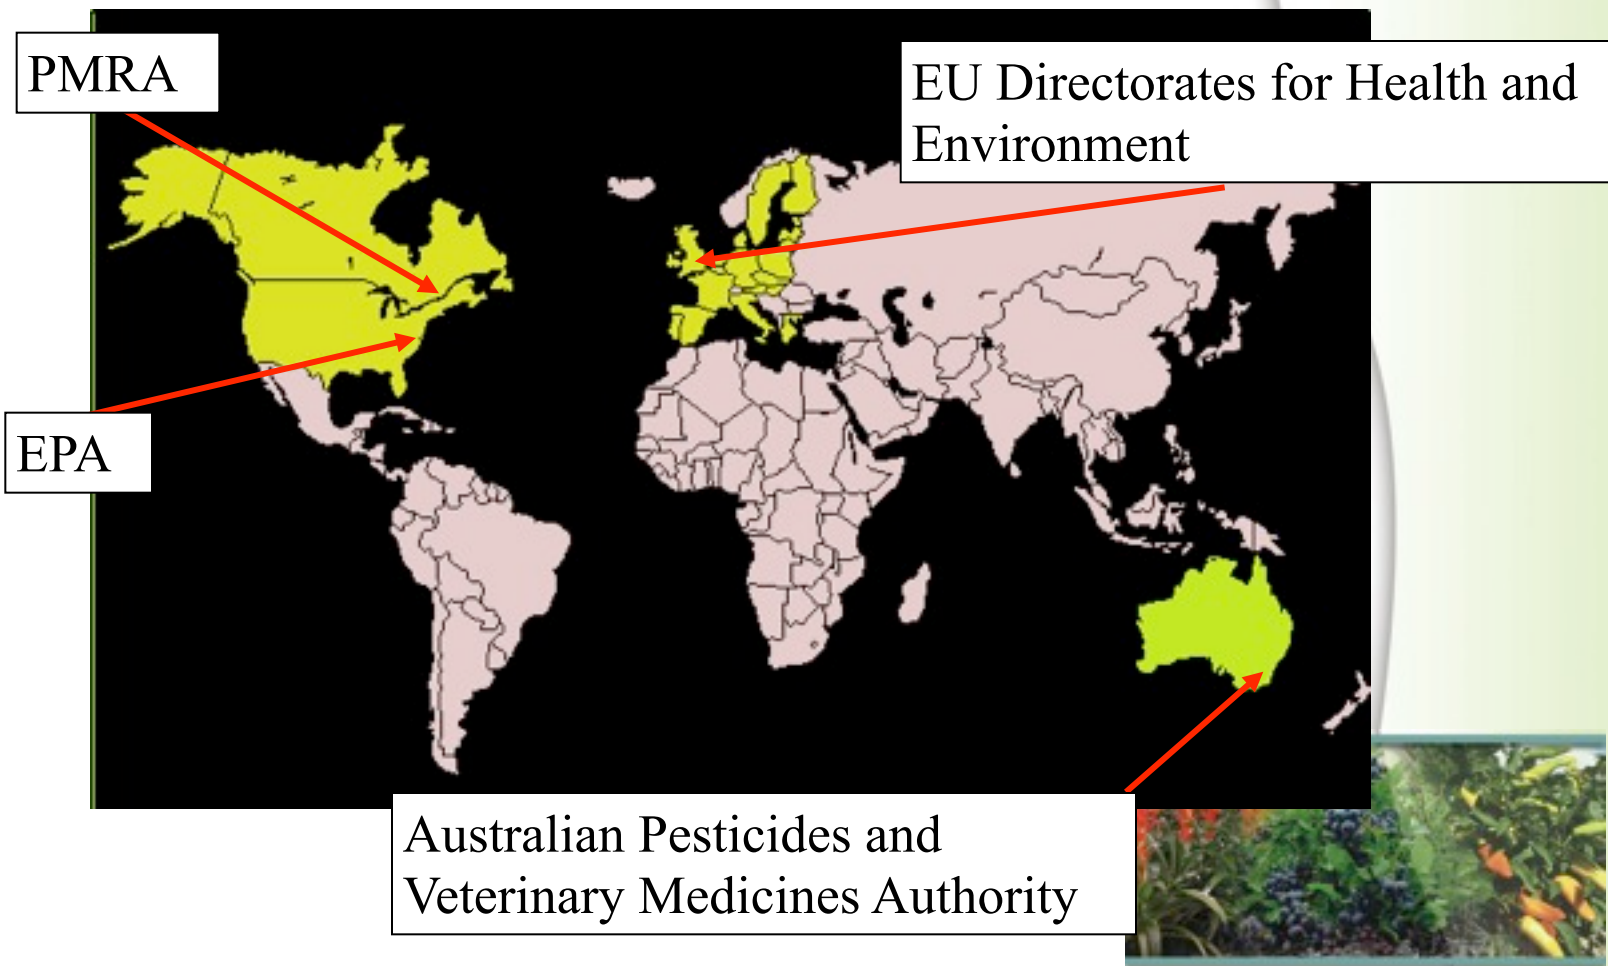 PMRA
EU Directorates for Health and
Environment
EPA
Australian Pesticides and
Veterinary Medicines Authority